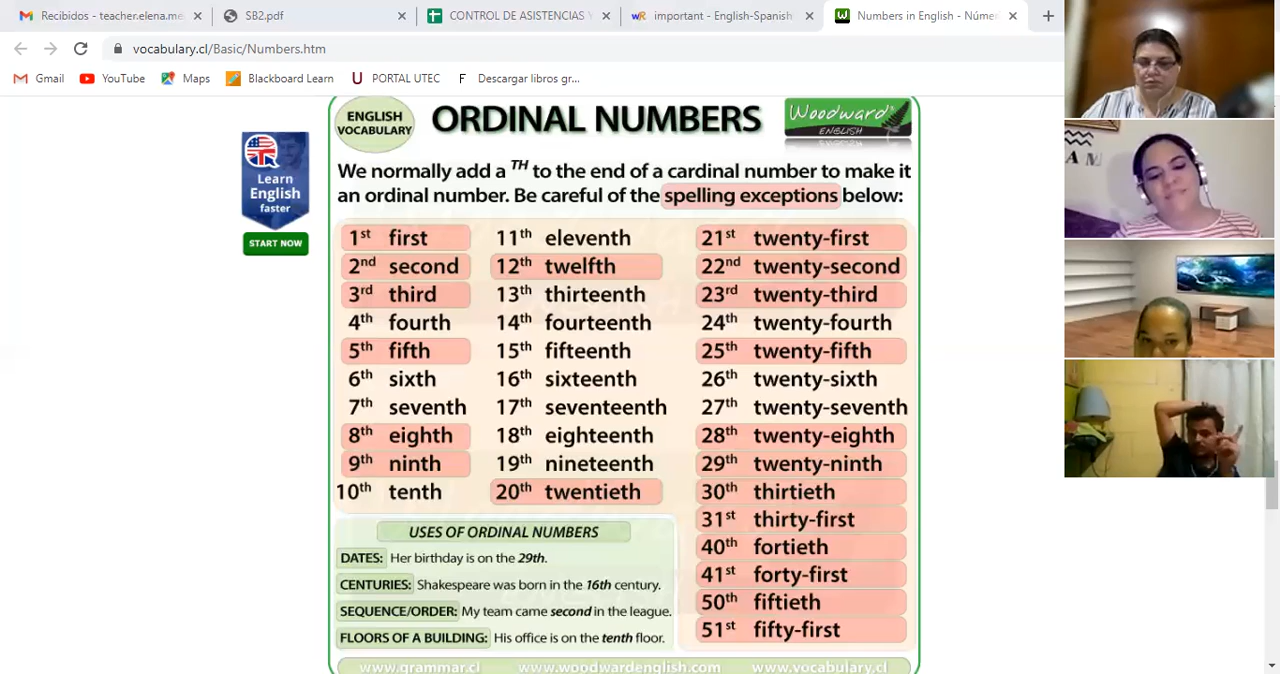 Recibidos - teacher.elena.me
SB2.pdf
CONTROL DE ASISTENCIAS Y
WR important - English-Spanish
Numbers in English - Núme
vocabulary.cl/Basic/Numbers.htm
Gmail
YouTube
Maps
Blackboard Learn
U PORTAL UTEC
F Descargar libros gr...
Learn
English
faster
START NOW
ENGLISH
VOCABULARY
ORDINAL NUMBERS
Woodward
ENGLISH
We normally add a TH to the end of a cardinal number to make it
an ordinal number. Be careful of the spelling exceptions below:
1st first
2nd second
3rd third
4th fourth
5th fifth
6th sixth
7th seventh
8th eighth
9th ninth
10th tenth
11th eleventh
12th twelfth
13th thirteenth
14th fourteenth
15th fifteenth
16th sixteenth
17th seventeenth
18th eighteenth
19th nineteenth
20th twentieth
21st twenty-first
22nd twenty-second
23rd twenty-third
24th twenty-fourth
25th twenty-fifth
26th twenty-sixth
27th twenty-seventh
28th twenty-eighth
29th twenty-ninth
30th thirtieth
31st thirty-first
40th fortieth
41st forty-first
50th fiftieth
51st fifty-first
USES OF ORDINAL NUMBERS
DATES: Her birthday is on the 29th.
CENTURIES: Shakespeare was born in the 16th century.
SEQUENCE/ORDER: My team came second in the league.
FLOORS OF A BUILDING: His office is on the tenth floor.
www.grammar.cl www.woodwardenglish.com www.vocabulary.cl
AM